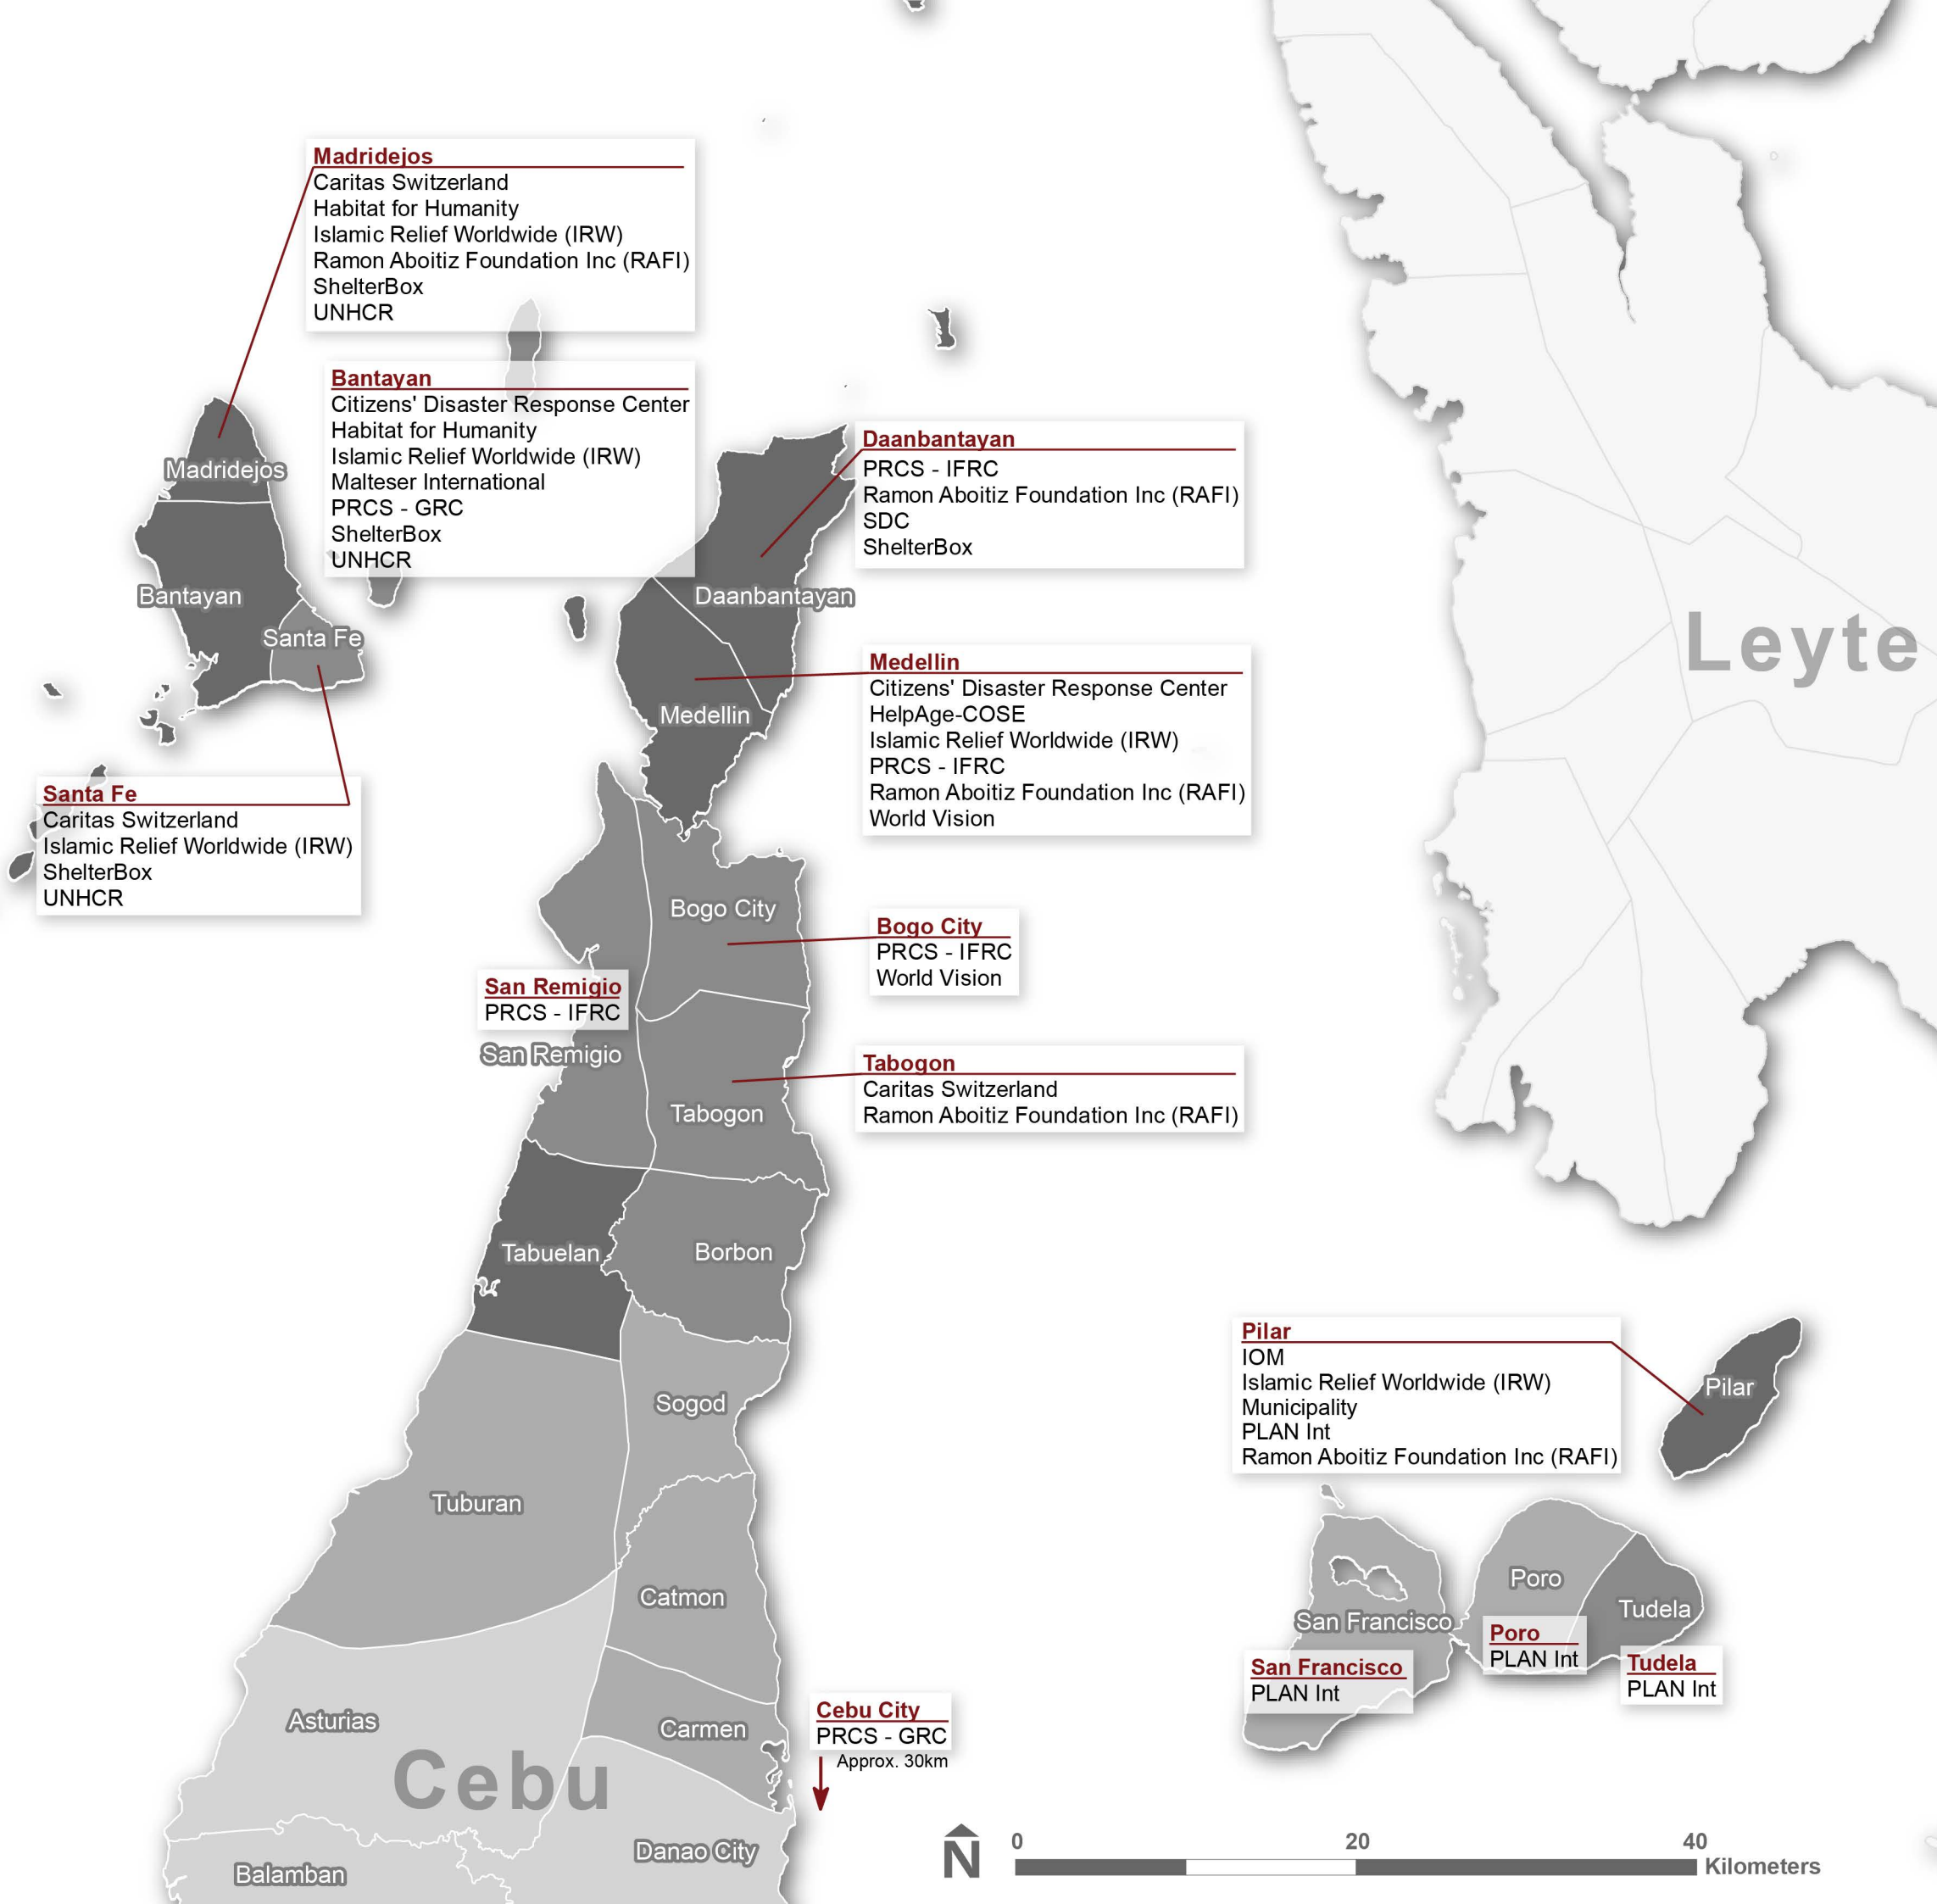 Madridejos
Caritas Switzerland
Habitat for Humanity
Islamic Relief Worldwide (IRW)
Ramon Aboitiz Foundation Inc (RAFI)
ShelterBox
UNHCR
Bantayan
Citizens' Disaster Response Center
Habitat for Humanity
Islamic Relief Worldwide (IRW)
Malteser International
PRCS - GRC
ShelterBox
UNHCR
Daanbantayan
PRCS - IFRC
Ramon Aboitiz Foundation Inc (RAFI)
SDC
ShelterBox
Madridejos
Bantayan
Santa Fe
Daanbantayan
Medellin
Leyte
Medellin
Citizens' Disaster Response Center
HelpAge-COSE
Islamic Relief Worldwide (IRW)
PRCS - IFRC
Ramon Aboitiz Foundation Inc (RAFI)
World Vision
Santa Fe
Caritas Switzerland
Islamic Relief Worldwide (IRW)
ShelterBox
UNHCR
Bogo City
Bogo City
PRCS - IFRC
World Vision
San Remigio
PRCS - IFRC
San Remigio
Tabogon
Caritas Switzerland
Ramon Aboitiz Foundation Inc (RAFI)
Tabogon
Tabuelan
Borbon
Pilar
IOM
Islamic Relief Worldwide (IRW)
Municipality
PLAN Int
Ramon Aboitiz Foundation Inc (RAFI)
Pilar
Sogod
Tuburan
Catmon
Poro
Tudela
San Francisco
Poro
PLAN Int
Tudela
PLAN Int
San Francisco
PLAN Int
Asturias
Carmen
Cebu City
PRCS - GRC
Approx. 30km
Cebu
Danao City
Balamban
N
0 20 40
Kilometers